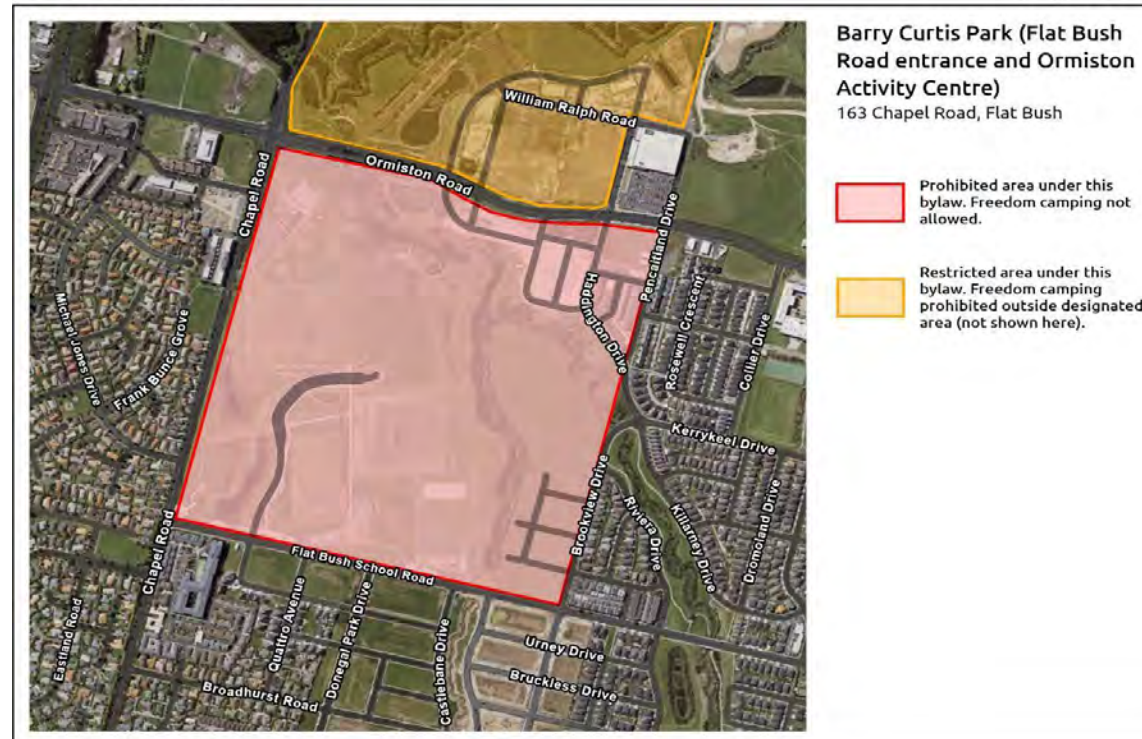 Barry Curtis Park (Flat Bush
Road entrance and Ormiston
Activity Centre)
163 Chapel Road, Flat Bush
Prohibited area under this
bylaw. Freedom camping not
allowed.
Restricted area under this
bylaw. Freedom camping
prohibited outside designated
area (not shown here).
William Ralph Road
Ormiston Road
Chapel Road
Pencaitland Drive
Haddington Drive
Rosewell Crescent
Collier Drive
Michael Jones Drive
Frank Bunce Grove
Kerrykeel Drive
Brookview Drive
Riviera Drive
Killarney Drive
Dromoland Drive
Chapel Road
Flat Bush School Road
Eastland Road
Quattro Avenue
Donegal Park Drive
Castlebane Drive
Urney Drive
Bruckless Drive
Broadhurst Road